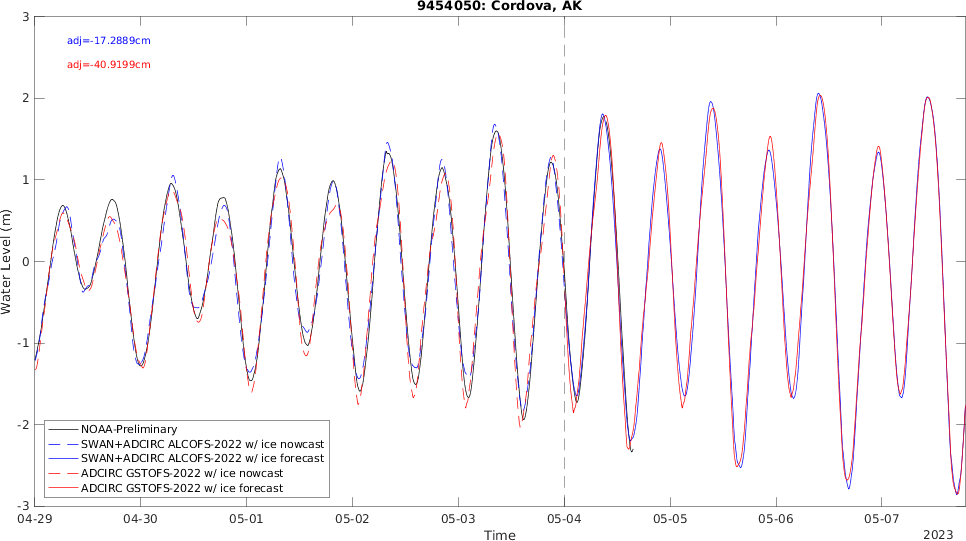 9454050: Cordova, AK
adj=-17.2889cm
adj=-40.9199cm
3
2
1
0
-1
-2
-3
Water Level (m)
NOAA-Preliminary
SWAN+ADCIRC ALCOFS-2022 w/ ice nowcast
SWAN+ADCIRC ALCOFS-2022 w/ ice forecast
ADCIRC GSTOFS-2022 w/ ice nowcast
ADCIRC GSTOFS-2022 w/ ice forecast
04-29 04-30 05-01 05-02 05-03 05-04 05-05 05-06 05-07
Time
2023